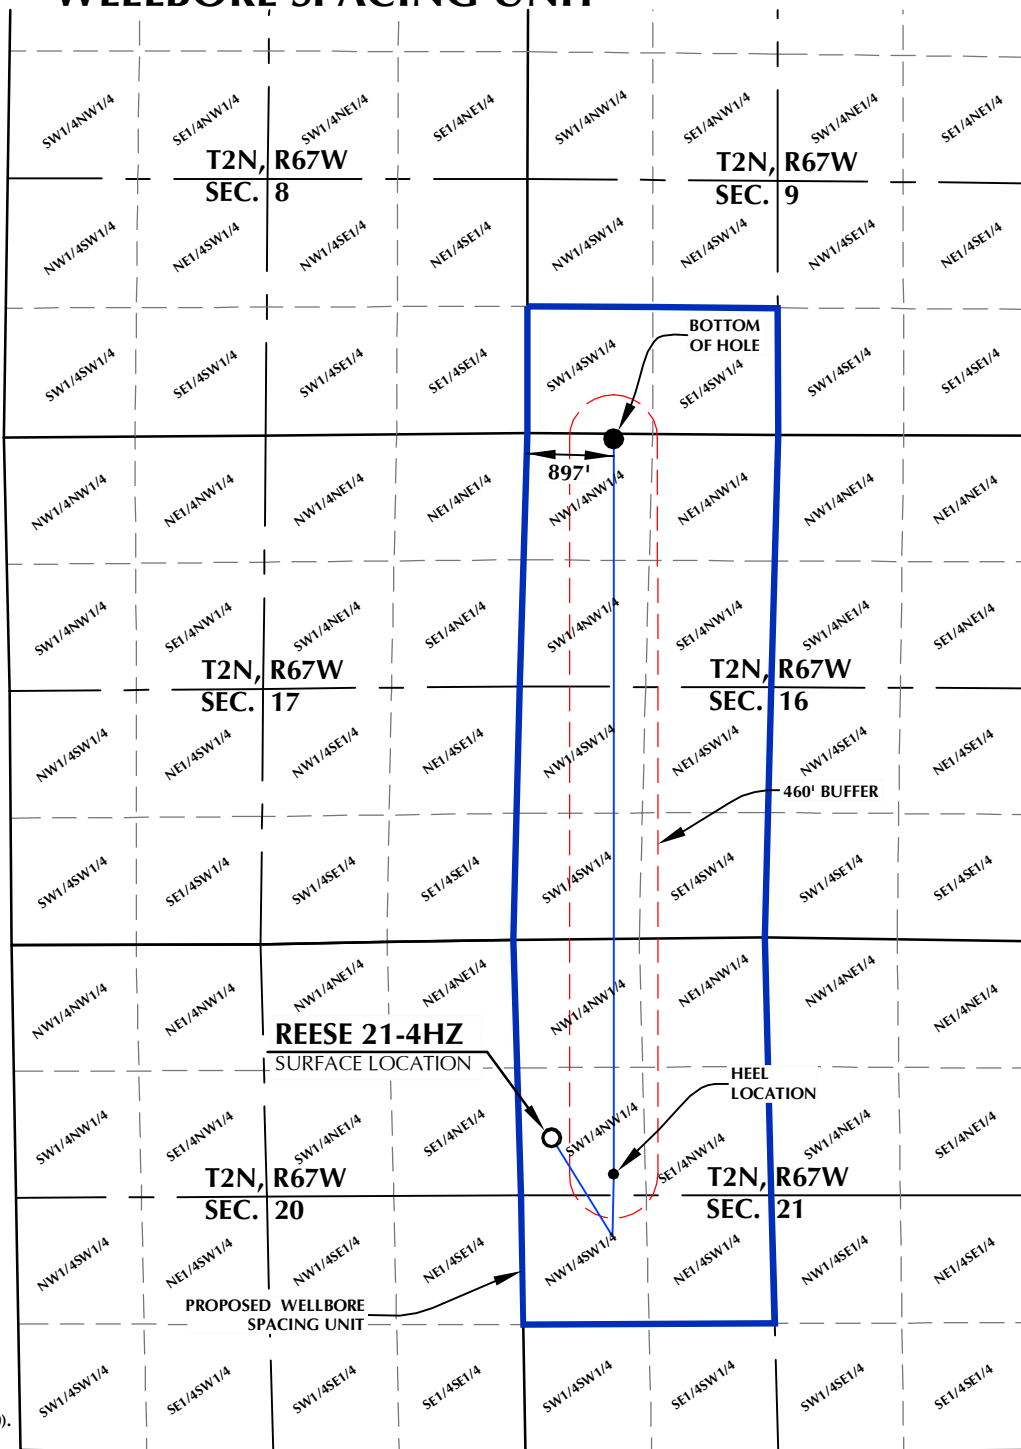 WELLBORE SPACING UNIT
SW1/4NW1/4 SE1/4NW1/4 SW1/4NE1/4 SE1/4NE1/4 SW1/4NW1/4 SE1/4NW1/4 SW1/4NE1/4 SE1/4NE1/4
T2N, R67W
SEC. 8
T2N, R67W
SEC. 9
NW1/4SW1/4 NE1/4SW1/4 NW1/4SE1/4 NE1/4SE1/4 NW1/4SW1/4 NE1/4SW1/4 NW1/4SE1/4 NE1/4SE1/4
BOTTOM
OF HOLE
SW1/4SW1/4 SE1/4SW1/4 SW1/4SE1/4 SE1/4SE1/4 SW1/4SW1/4 SE1/4SW1/4 SW1/4SE1/4 SE1/4SE1/4
897'
NW1/4NW1/4 NE1/4NW1/4 NW1/4NE1/4 NE1/4NE1/4 NW1/4NW1/4 NE1/4NW1/4 NW1/4NE1/4 NE1/4NE1/4
SW1/4NW1/4 SE1/4NW1/4 SW1/4NE1/4 SE1/4NE1/4 SW1/4NW1/4 SE1/4NW1/4 SW1/4NE1/4 SE1/4NE1/4
T2N, R67W
SEC. 17
T2N, R67W
SEC. 16
NW1/4SW1/4 NE1/4SW1/4 NW1/4SE1/4 NE1/4SE1/4 NW1/4SW1/4 NE1/4SW1/4 NW1/4SE1/4 NE1/4SE1/4
460' BUFFER
SW1/4SW1/4 SE1/4SW1/4 SW1/4SE1/4 SE1/4SE1/4 SW1/4SW1/4 SE1/4SW1/4 SW1/4SE1/4 SE1/4SE1/4
NW1/4NW1/4 NE1/4NW1/4 NW1/4NE1/4 NE1/4NE1/4 NW1/4NW1/4 NE1/4NW1/4 NW1/4NE1/4 NE1/4NE1/4
REESE 21-4HZ
SURFACE LOCATION
HEEL
LOCATION
SW1/4NW1/4 SE1/4NW1/4 SW1/4NE1/4 SE1/4NE1/4 SW1/4NW1/4 SE1/4NW1/4 SW1/4NE1/4 SE1/4NE1/4
T2N, R67W
SEC. 20
T2N, R67W
SEC. 21
NW1/4SW1/4 NE1/4SW1/4 NW1/4SE1/4 NE1/4SE1/4 NW1/4SW1/4 NE1/4SW1/4 NW1/4SE1/4 NE1/4SE1/4
PROPOSED WELLBORE
SPACING UNIT
SW1/4SW1/4 SE1/4SW1/4 SW1/4SE1/4 SE1/4SE1/4 SW1/4SW1/4 SE1/4SW1/4 SW1/4SE1/4 SE1/4SE1/4